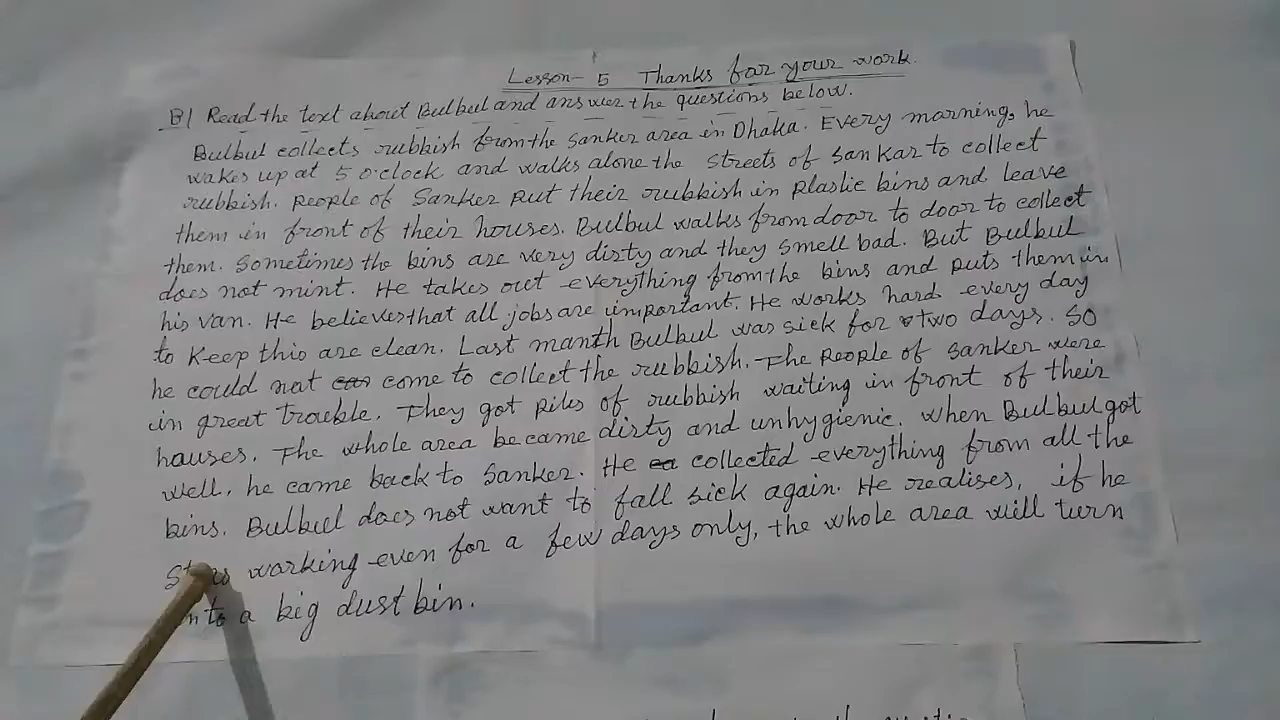 Lesson- 5 Thanks for your work.
B) Read the text about Bulbul and answer the questions below.
Bulbul collects rubbish from the Sanker area in Dhaka. Every morning, he
wakes up at 5 o'clock and walks alone the streets of Sankar to collect
rubbish. People of Sanker put their rubbish in plastic bins and leave
them in front of their houses. Bulbul walks from door to door to collect
them. Sometimes the bins are very dirty and they smell bad. But Bulbul
does not mint. He takes out everything from the bins and puts them in
his van. He believes that all jobs are important. He works hard every day
to keep this are clean. Last manth Bulbul was sick for two days. So
he could not come to collect the rubbish. The people of Sanker were
in great trouble. They got piles of rubbish waiting in front of their
houses. The whole area became dirty and unhygienic. when Bulbul got
well, he came back to Sanker. He collected everything from all the
bins. Bulbul does not want to fall sick again. He realises, if he
working even for a few days only, the whole area will turn
a big dust bin.